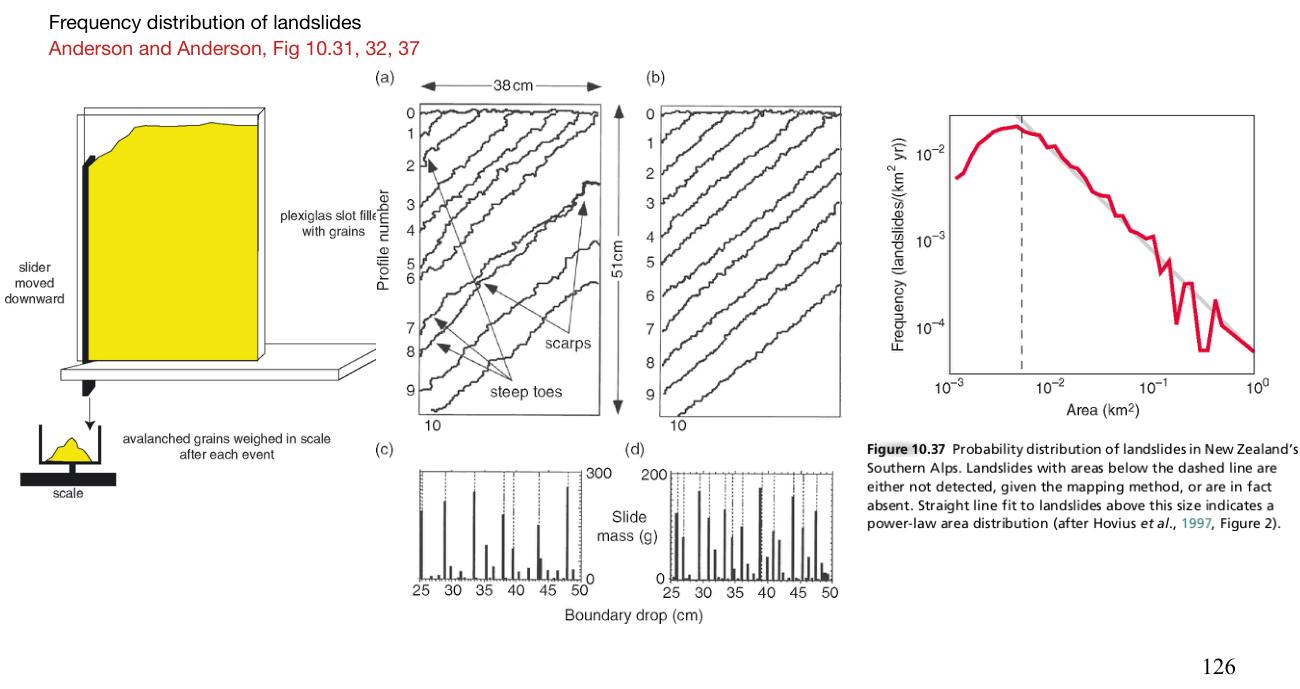 Frequency distribution of landslides
Anderson and Anderson, Fig 10.31, 32, 37
slider
moved
downward
plexiglas slot fille
with grains
avalanched grains weighed in scale
after each event
scale
(a)
38 cm
Profile number
0
1
2
3
4
5
6
7
8
9
10
scarps
steep toes
51cm
(b)
0
1
2
3
4
5
6
7
8
9
10
(c)
300
0
25 30 35 40 45 50
Slide
mass (g)
(d)
200
0
25 30 35 40 45 50
Boundary drop (cm)
Frequency (landslides/(km² yr))
10⁻²
10⁻³
10⁻⁴
10⁻³ 10⁻² 10⁻¹ 10⁰
Area (km²)
Figure 10.37 Probability distribution of landslides in New Zealand's
Southern Alps. Landslides with areas below the dashed line are
either not detected, given the mapping method, or are in fact
absent. Straight line fit to landslides above this size indicates a
power-law area distribution (after Hovius et al., 1997, Figure 2).
126